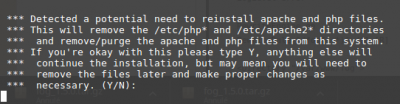 *** Detected a potential need to reinstall apache and php files.
*** This will remove the /etc/php* and /etc/apache2* directories
*** and remove/purge the apache and php files from this system.
*** If you're okay with this please type Y, anything else will
*** continue the installation, but may mean you will need to
*** remove the files later and make proper changes as
*** necessary. (Y/N):